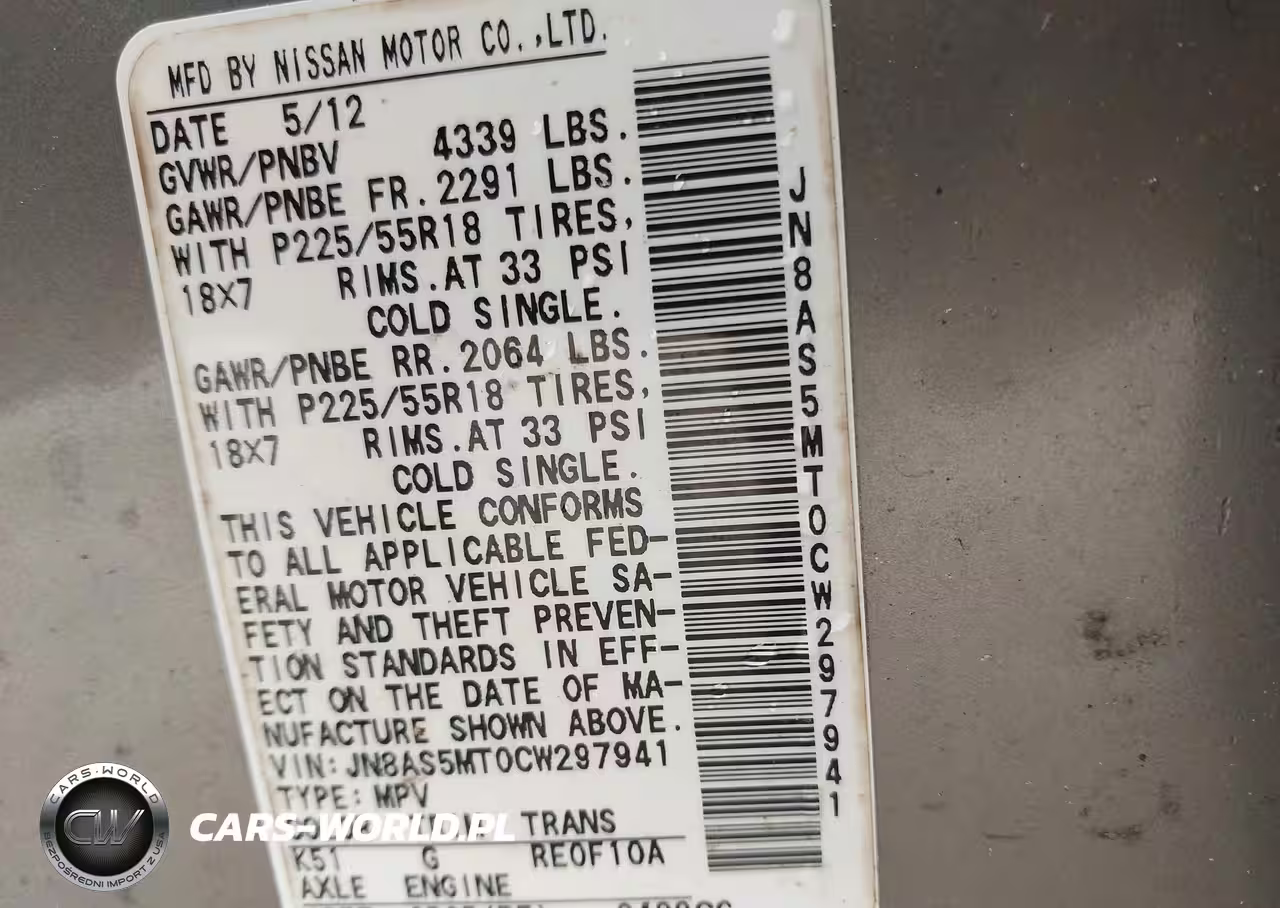 MFD BY NISSAN MOTOR CO.,LTD.
DATE 5/12
GVWR/PNBV 4339 LBS.
GAWR/PNBE FR.2291 LBS.
WITH P225/55R18 TIRES,
18X7 RIMS.AT 33 PSI
COLD SINGLE.
GAWR/PNBE RR.2064 LBS.
WITH P225/55R18 TIRES,
18X7 RIMS.AT 33 PSI
COLD SINGLE.
THIS VEHICLE CONFORMS
TO ALL APPLICABLE FED-
ERAL MOTOR VEHICLE SA-
FETY AND THEFT PREVEN-
TION STANDARDS IN EFF-
ECT ON THE DATE OF MA-
NUFACTURE SHOWN ABOVE.
VIN:JN8AS5MT0CW297941
TYPE:MPV
TRANS
K51 G RE0F10A
AXLE ENGINE
JN8AS5MT0CW297941
CARS-WORLD
CW
BEZPOŚREDNI IMPORT Z USA
CARS-WORLD.PL